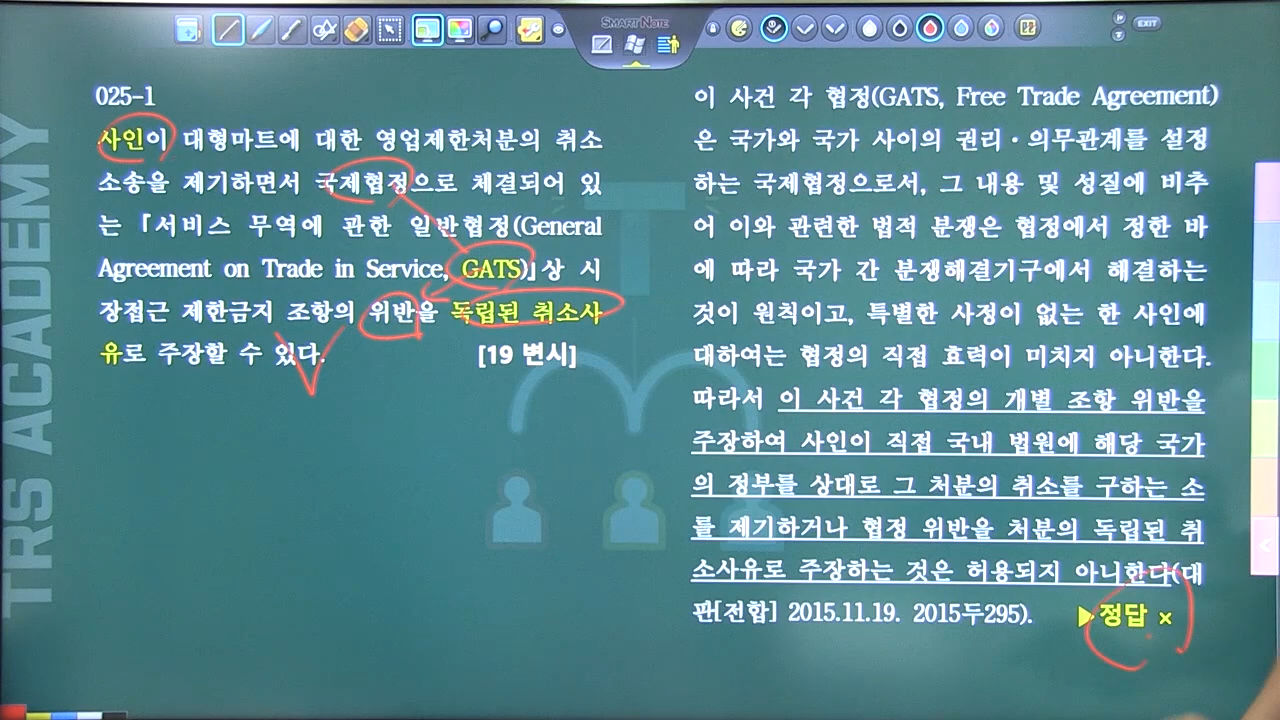 SMART NOTE
EXIT
025-1
사인이 대형마트에 대한 영업제한처분의 취소
소송을 제기하면서 국제협정으로 체결되어 있
는 「서비스 무역에 관한 일반협정(General
Agreement on Trade in Service, GATS)」상 시
장접근 제한금지 조항의 위반을 독립된 취소사
유로 주장할 수 있다. [19 변시]
이 사건 각 협정(GATS, Free Trade Agreement)
은 국가와 국가 사이의 권리·의무관계를 설정
하는 국제협정으로서, 그 내용 및 성질에 비추
어 이와 관련한 법적 분쟁은 협정에서 정한 바
에 따라 국가 간 분쟁해결기구에서 해결하는
것이 원칙이고, 특별한 사정이 없는 한 사인에
대하여는 협정의 직접 효력이 미치지 아니한다.
따라서 이 사건 각 협정의 개별 조항 위반을
주장하여 사인이 직접 국내 법원에 해당 국가
의 정부를 상대로 그 처분의 취소를 구하는 소
를 제기하거나 협정 위반을 처분의 독립된 취
소사유로 주장하는 것은 허용되지 아니한다(대
판[전합] 2015.11.19. 2015두295). ▶정답 ×
TRS ACADEMY